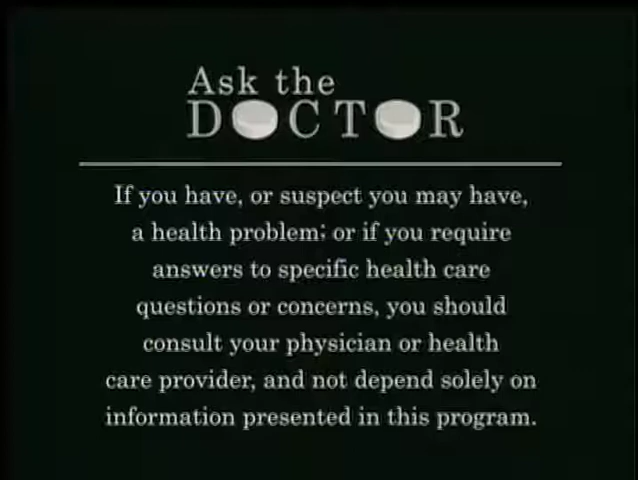 Ask the
DOCTOR
If you have, or suspect you may have,
a health problem; or if you require
answers to specific health care
questions or concerns, you should
consult your physician or health
care provider, and not depend solely on
information presented in this program.